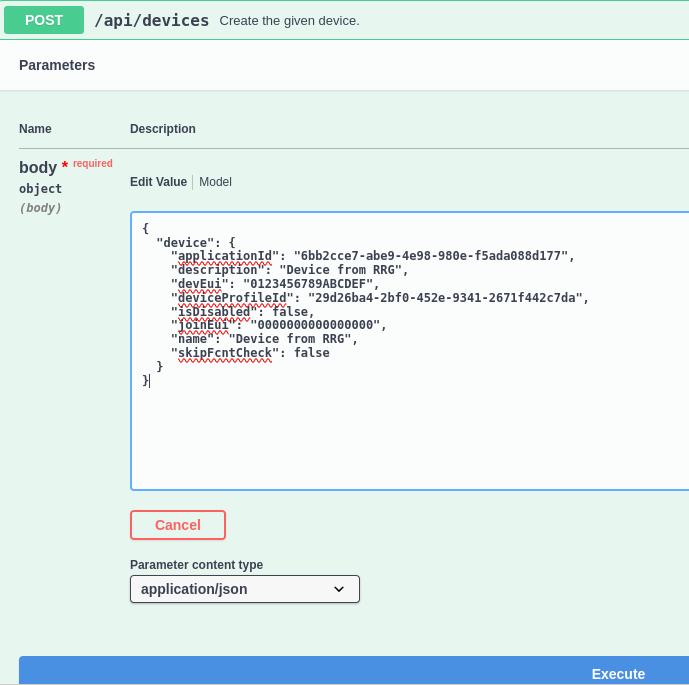 POST /api/devices Create the given device.
Parameters
Name Description
body * required
object
(body)
Edit Value Model
{
  "device": {
    "applicationId": "6bb2cce7-abe9-4e98-980e-f5ada088d177",
    "description": "Device from RRG",
    "devEui": "0123456789ABCDEF",
    "deviceProfileId": "29d26ba4-2bf0-452e-9341-2671f442c7da",
    "isDisabled": false,
    "joinEui": "0000000000000000",
    "name": "Device from RRG",
    "skipFcntCheck": false
  }
}
Cancel
Parameter content type
application/json
Execute